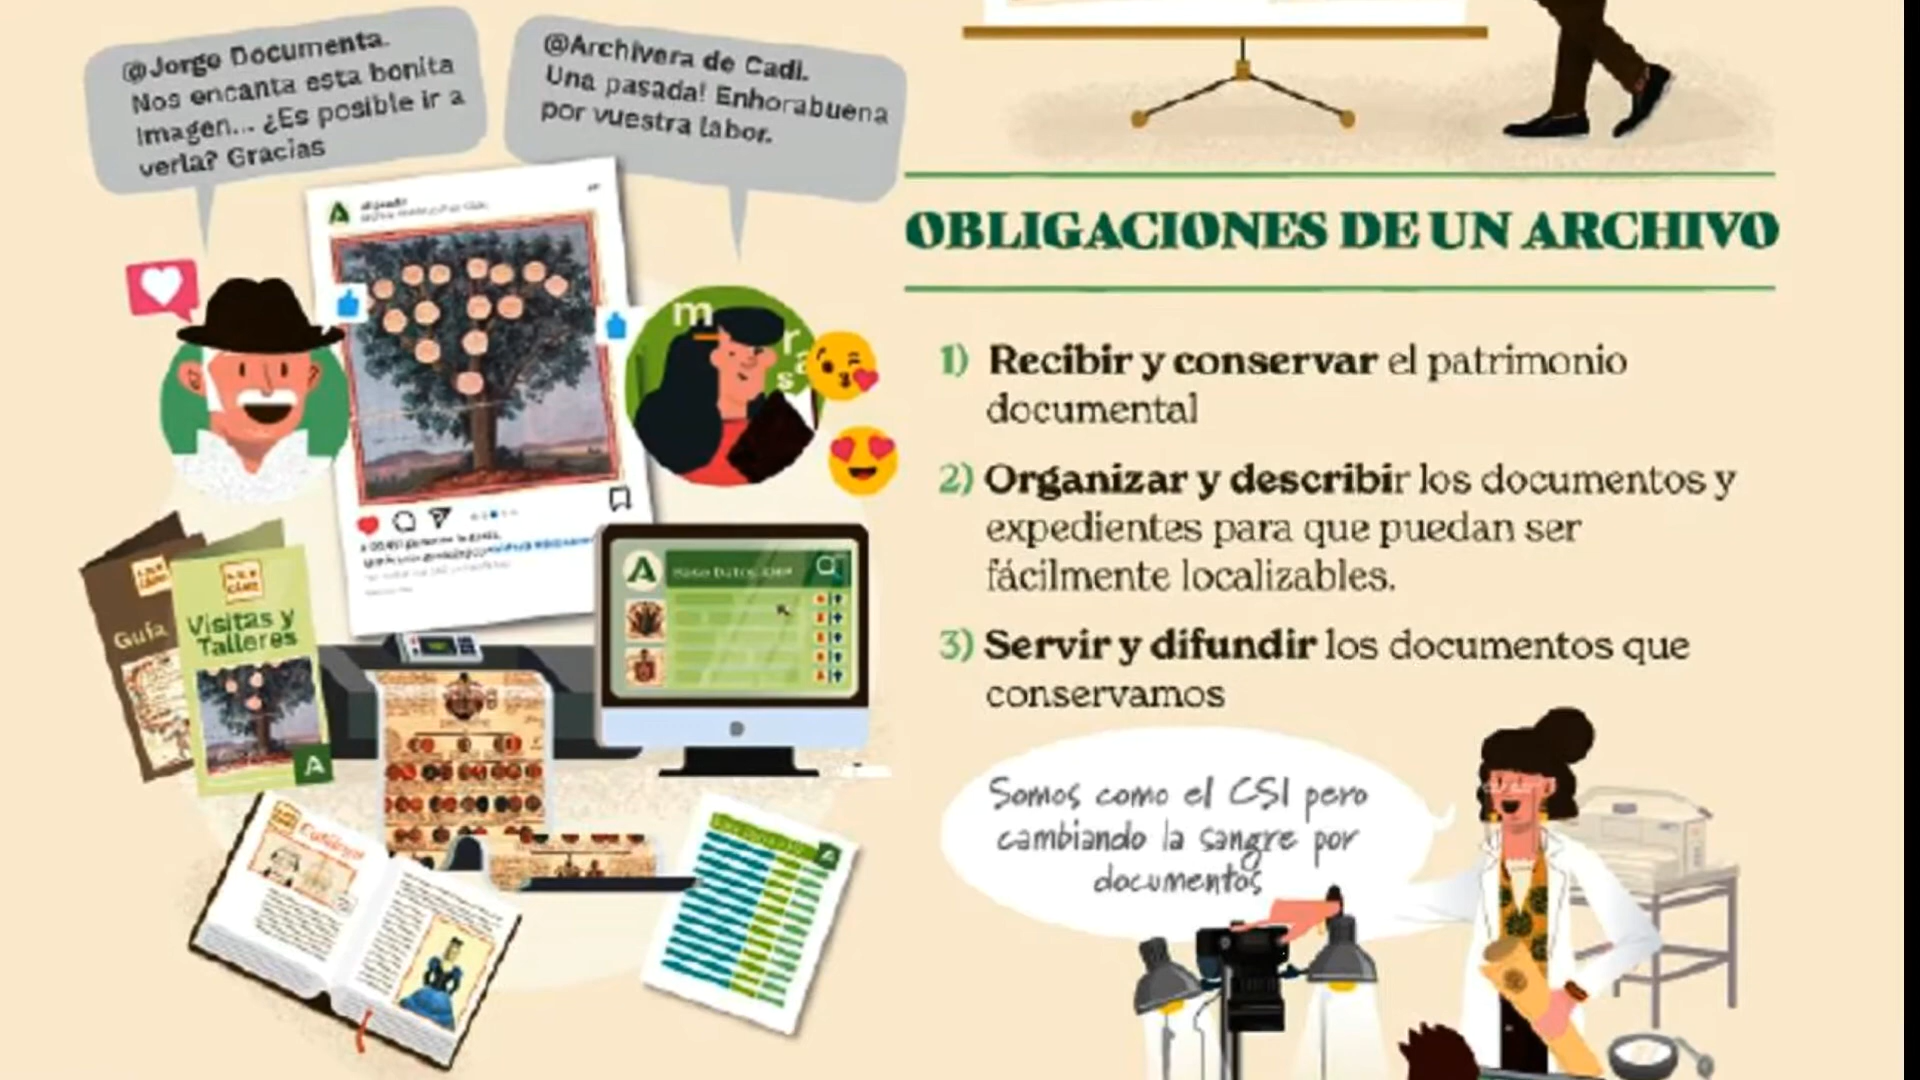 @Jorge Documenta.
Nos encanta esta bonita
imagen... ¿Es posible ir a
verla? Gracias
@Archivera de Cadi.
Una pasada! Enhorabuena
por vuestra labor.
OBLIGACIONES DE UN ARCHIVO
1) Recibir y conservar el patrimonio
documental
2) Organizar y describir los documentos y
expedientes para que puedan ser
fácilmente localizables.
3) Servir y difundir los documentos que
conservamos
Somos como el CSI pero
cambiando la sangre por
documentos
m
r
a
s
A
Guía
Visitas y
Talleres
A
A
Base Datos